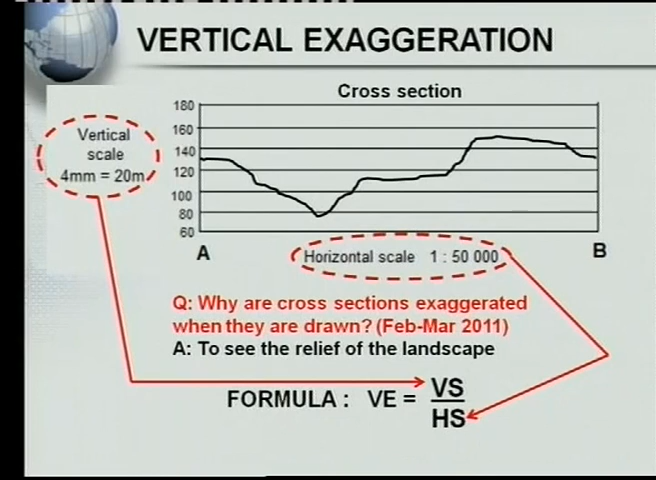 VERTICAL EXAGGERATION
Cross section
Vertical
scale
4mm = 20m
180
160
140
120
100
80
60
A
Horizontal scale 1 : 50 000
B
Q: Why are cross sections exaggerated
when they are drawn? (Feb-Mar 2011)
A: To see the relief of the landscape
FORMULA : VE = VS
HS